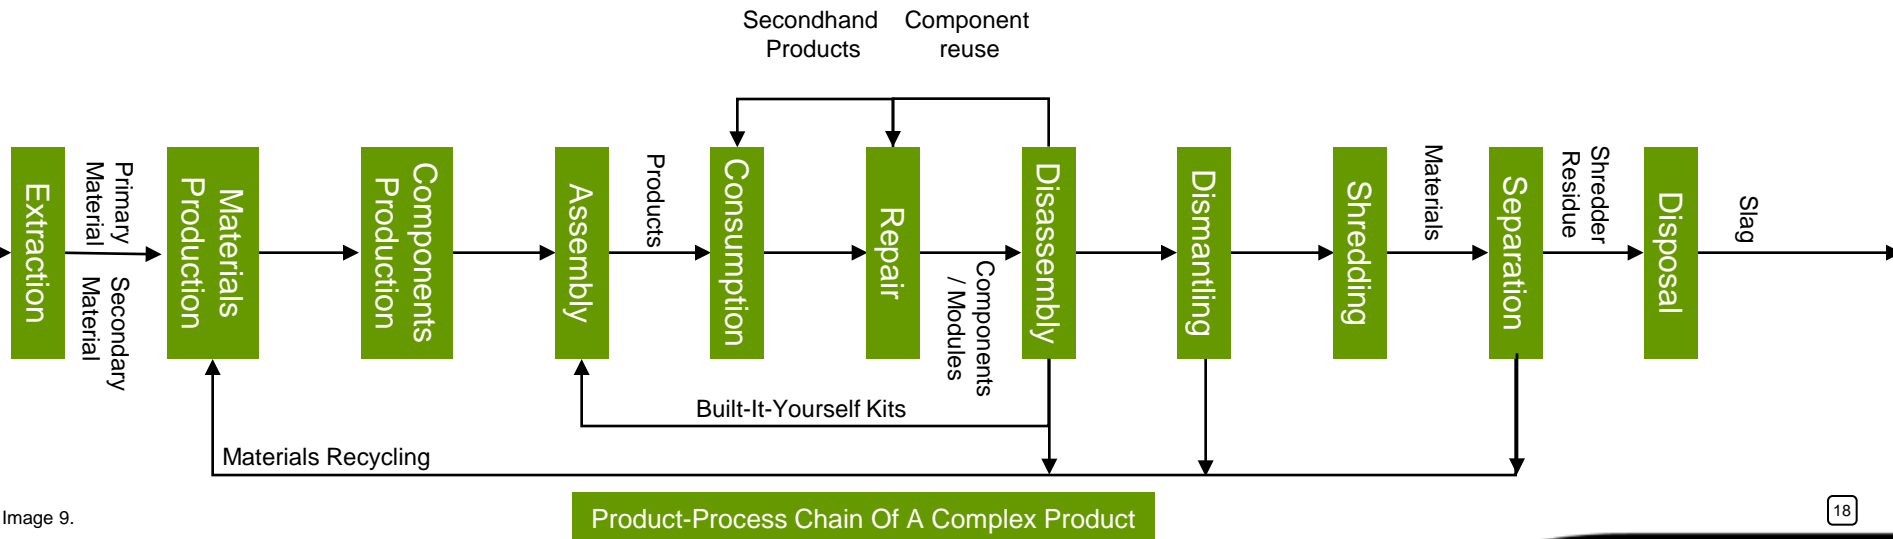 Secondhand
Products
Component
reuse
Extraction
Primary
Material
Secondary
Material
Materials
Production
Components
Production
Assembly
Products
Consumption
Repair
Components
/ Modules
Disassembly
Dismantling
Shredding
Materials
Separation
Shredder
Residue
Disposal
Slag
Built-It-Yourself Kits
Materials Recycling
Image 9.
Product-Process Chain Of A Complex Product
18